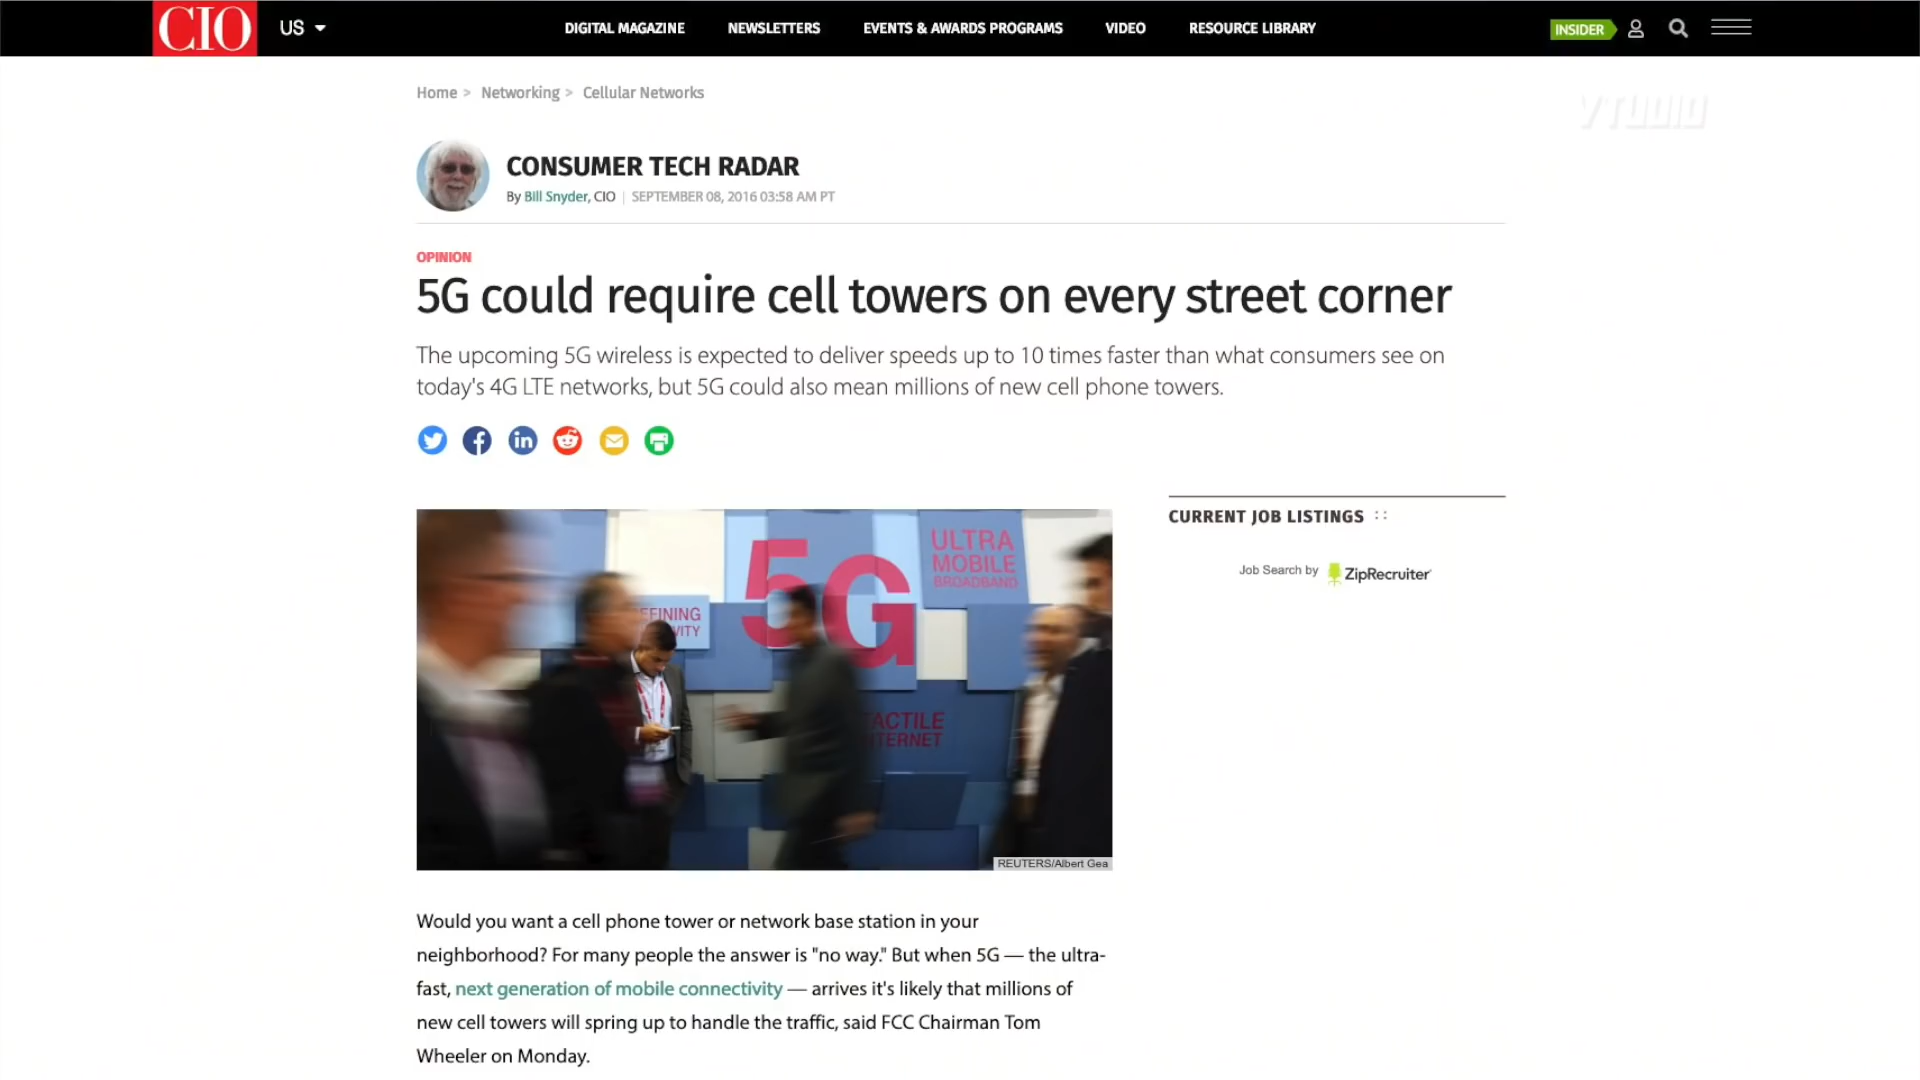 CIO
US
DIGITAL MAGAZINE
NEWSLETTERS
EVENTS & AWARDS PROGRAMS
VIDEO
RESOURCE LIBRARY
INSIDER
Home > Networking > Cellular Networks
VTUDIO
CONSUMER TECH RADAR
By Bill Snyder, CIO | SEPTEMBER 08, 2016 03:58 AM PT
OPINION
5G could require cell towers on every street corner
The upcoming 5G wireless is expected to deliver speeds up to 10 times faster than what consumers see on
today's 4G LTE networks, but 5G could also mean millions of new cell phone towers.
CURRENT JOB LISTINGS
Job Search by ZipRecruiter
5G
ULTRA
MOBILE
BROADBAND
EFINING
VITY
ACTILE
TERNET
REUTERS/Albert Gea
Would you want a cell phone tower or network base station in your
neighborhood? For many people the answer is "no way." But when 5G — the ultra-
fast, next generation of mobile connectivity — arrives it's likely that millions of
new cell towers will spring up to handle the traffic, said FCC Chairman Tom
Wheeler on Monday.